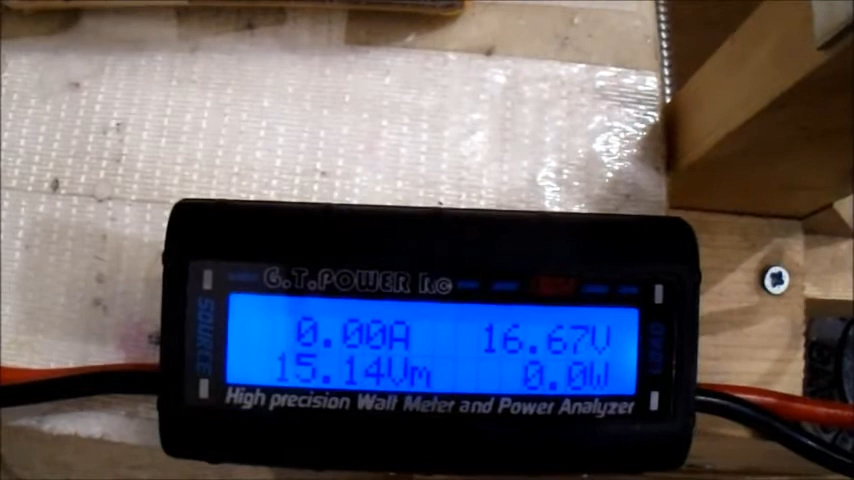 G.T.POWER RC
SOURCE
0.00A 16.67V
15.14Vm 0.0W
LOAD
High precision Watt Meter and Power Analyzer